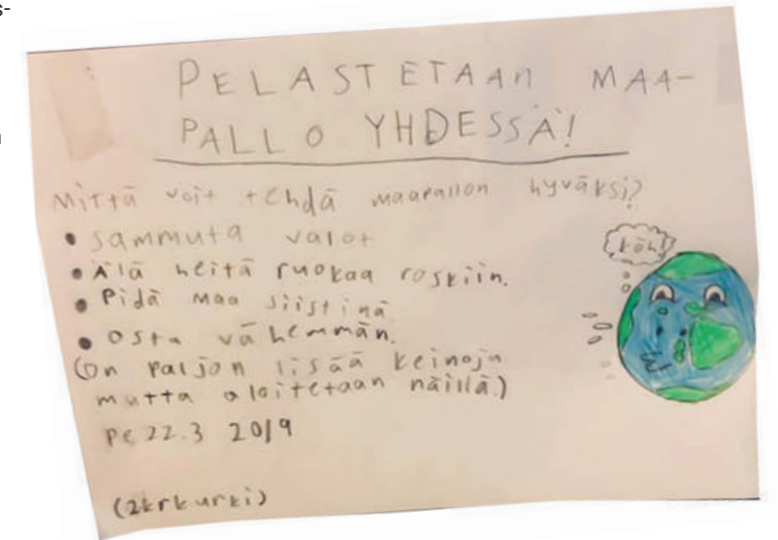 PELASTETAAN MAA-
PALLO YHDESSÄ!
Mittä voit tehdä maapallon hyväksi?
• Sammuta valot
• Älä heitä ruokaa roskiin.
• Pidä maa siistinä.
• osta vähemmän.
(On paljon lisää keinoja
mutta aloitetaan näillä.)
Pe 22.3 2019
(2krkurki)
köh!